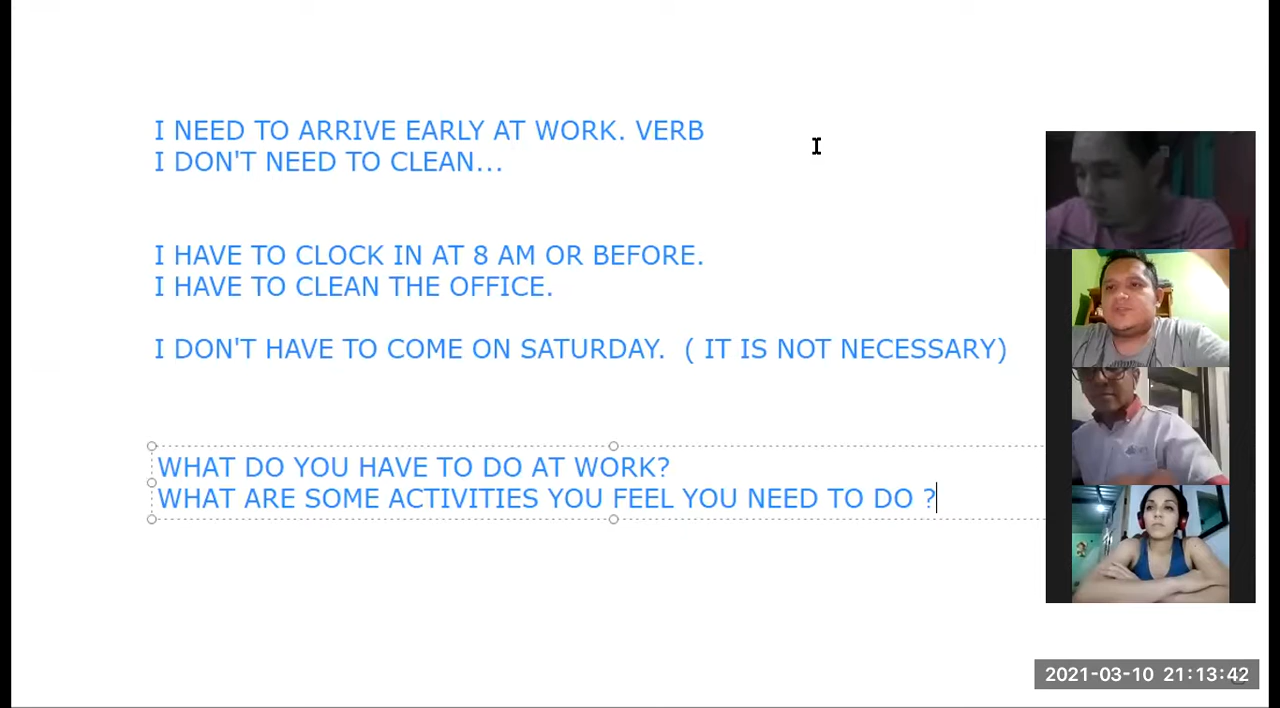 I NEED TO ARRIVE EARLY AT WORK. VERB
I DON'T NEED TO CLEAN...
I HAVE TO CLOCK IN AT 8 AM OR BEFORE.
I HAVE TO CLEAN THE OFFICE.
I DON'T HAVE TO COME ON SATURDAY.  ( IT IS NOT NECESSARY)
WHAT DO YOU HAVE TO DO AT WORK?
WHAT ARE SOME ACTIVITIES YOU FEEL YOU NEED TO DO ?
2021-03-10 21:13:42